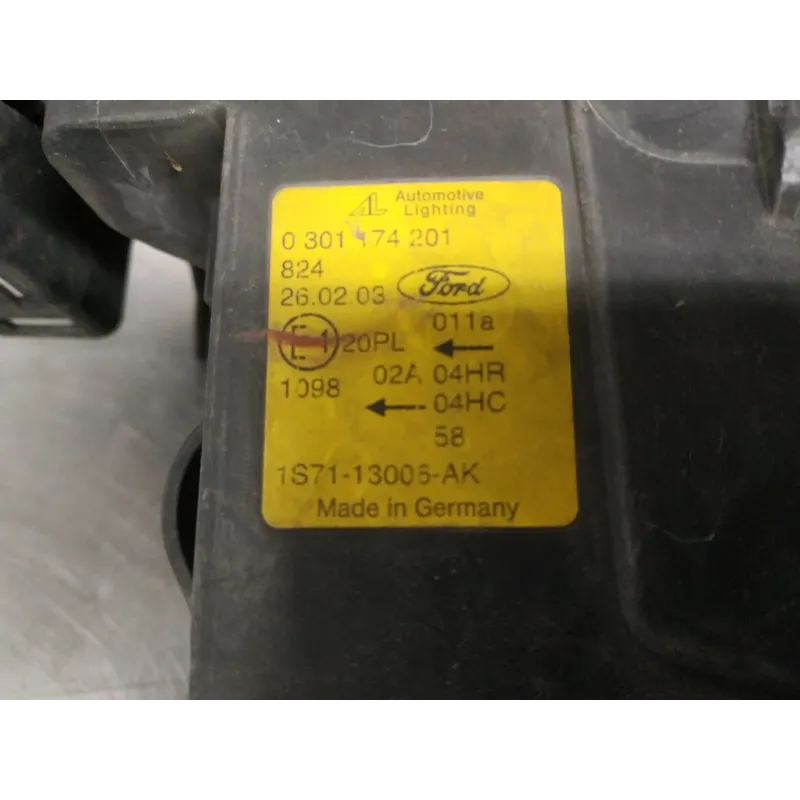 AL Automotive
Lighting
0 301 174 201
824
26.02.03 Ford
011a
E1 20PL
1098 02A 04HR
04HC
58
1S71-13006-AK
Made in Germany